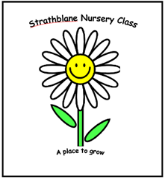 Strathblane Nursery Class
A place to grow